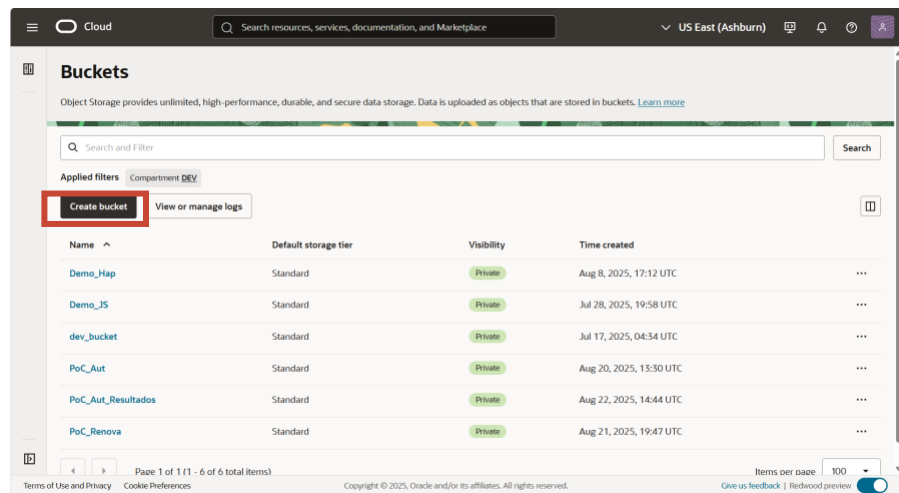 Cloud
Search resources, services, documentation, and Marketplace
US East (Ashburn)
Buckets
Object Storage provides unlimited, high-performance, durable, and secure data storage. Data is uploaded as objects that are stored in buckets. Learn more
Search and Filter
Search
Applied filters Compartment DEV
Create bucket View or manage logs
Name Default storage tier Visibility Time created
Demo_Hap Standard Private Aug 8, 2025, 17:12 UTC
Demo_JS Standard Private Jul 28, 2025, 19:58 UTC
dev_bucket Standard Private Jul 17, 2025, 04:34 UTC
PoC_Aut Standard Private Aug 20, 2025, 13:30 UTC
PoC_Aut_Resultados Standard Private Aug 22, 2025, 14:44 UTC
PoC_Renova Standard Private Aug 21, 2025, 19:47 UTC
Page 1 of 1 (1 - 6 of 6 total items) Items per page 100
Terms of Use and Privacy Cookie Preferences Copyright © 2025, Oracle and/or its affiliates. All rights reserved. Give us feedback | Redwood preview